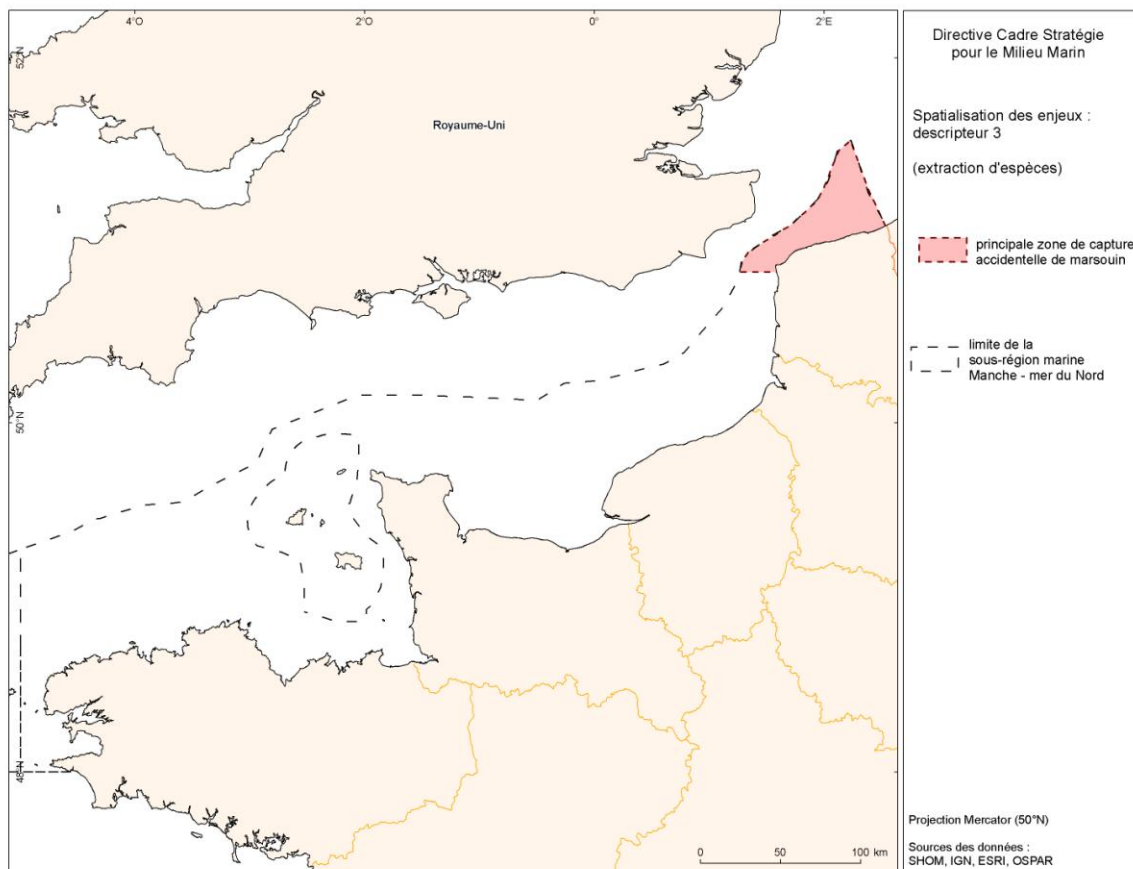 4°O
2°O
0°
2°E
52°N
50°N
48°N
Royaume-Uni
0
50
100 km
Directive Cadre Stratégie
pour le Milieu Marin
Spatialisation des enjeux :
descripteur 3
(extraction d'espèces)
principale zone de capture
accidentelle de marsouin
limite de la
sous-région marine
Manche - mer du Nord
Projection Mercator (50°N)
Sources des données :
SHOM, IGN, ESRI, OSPAR